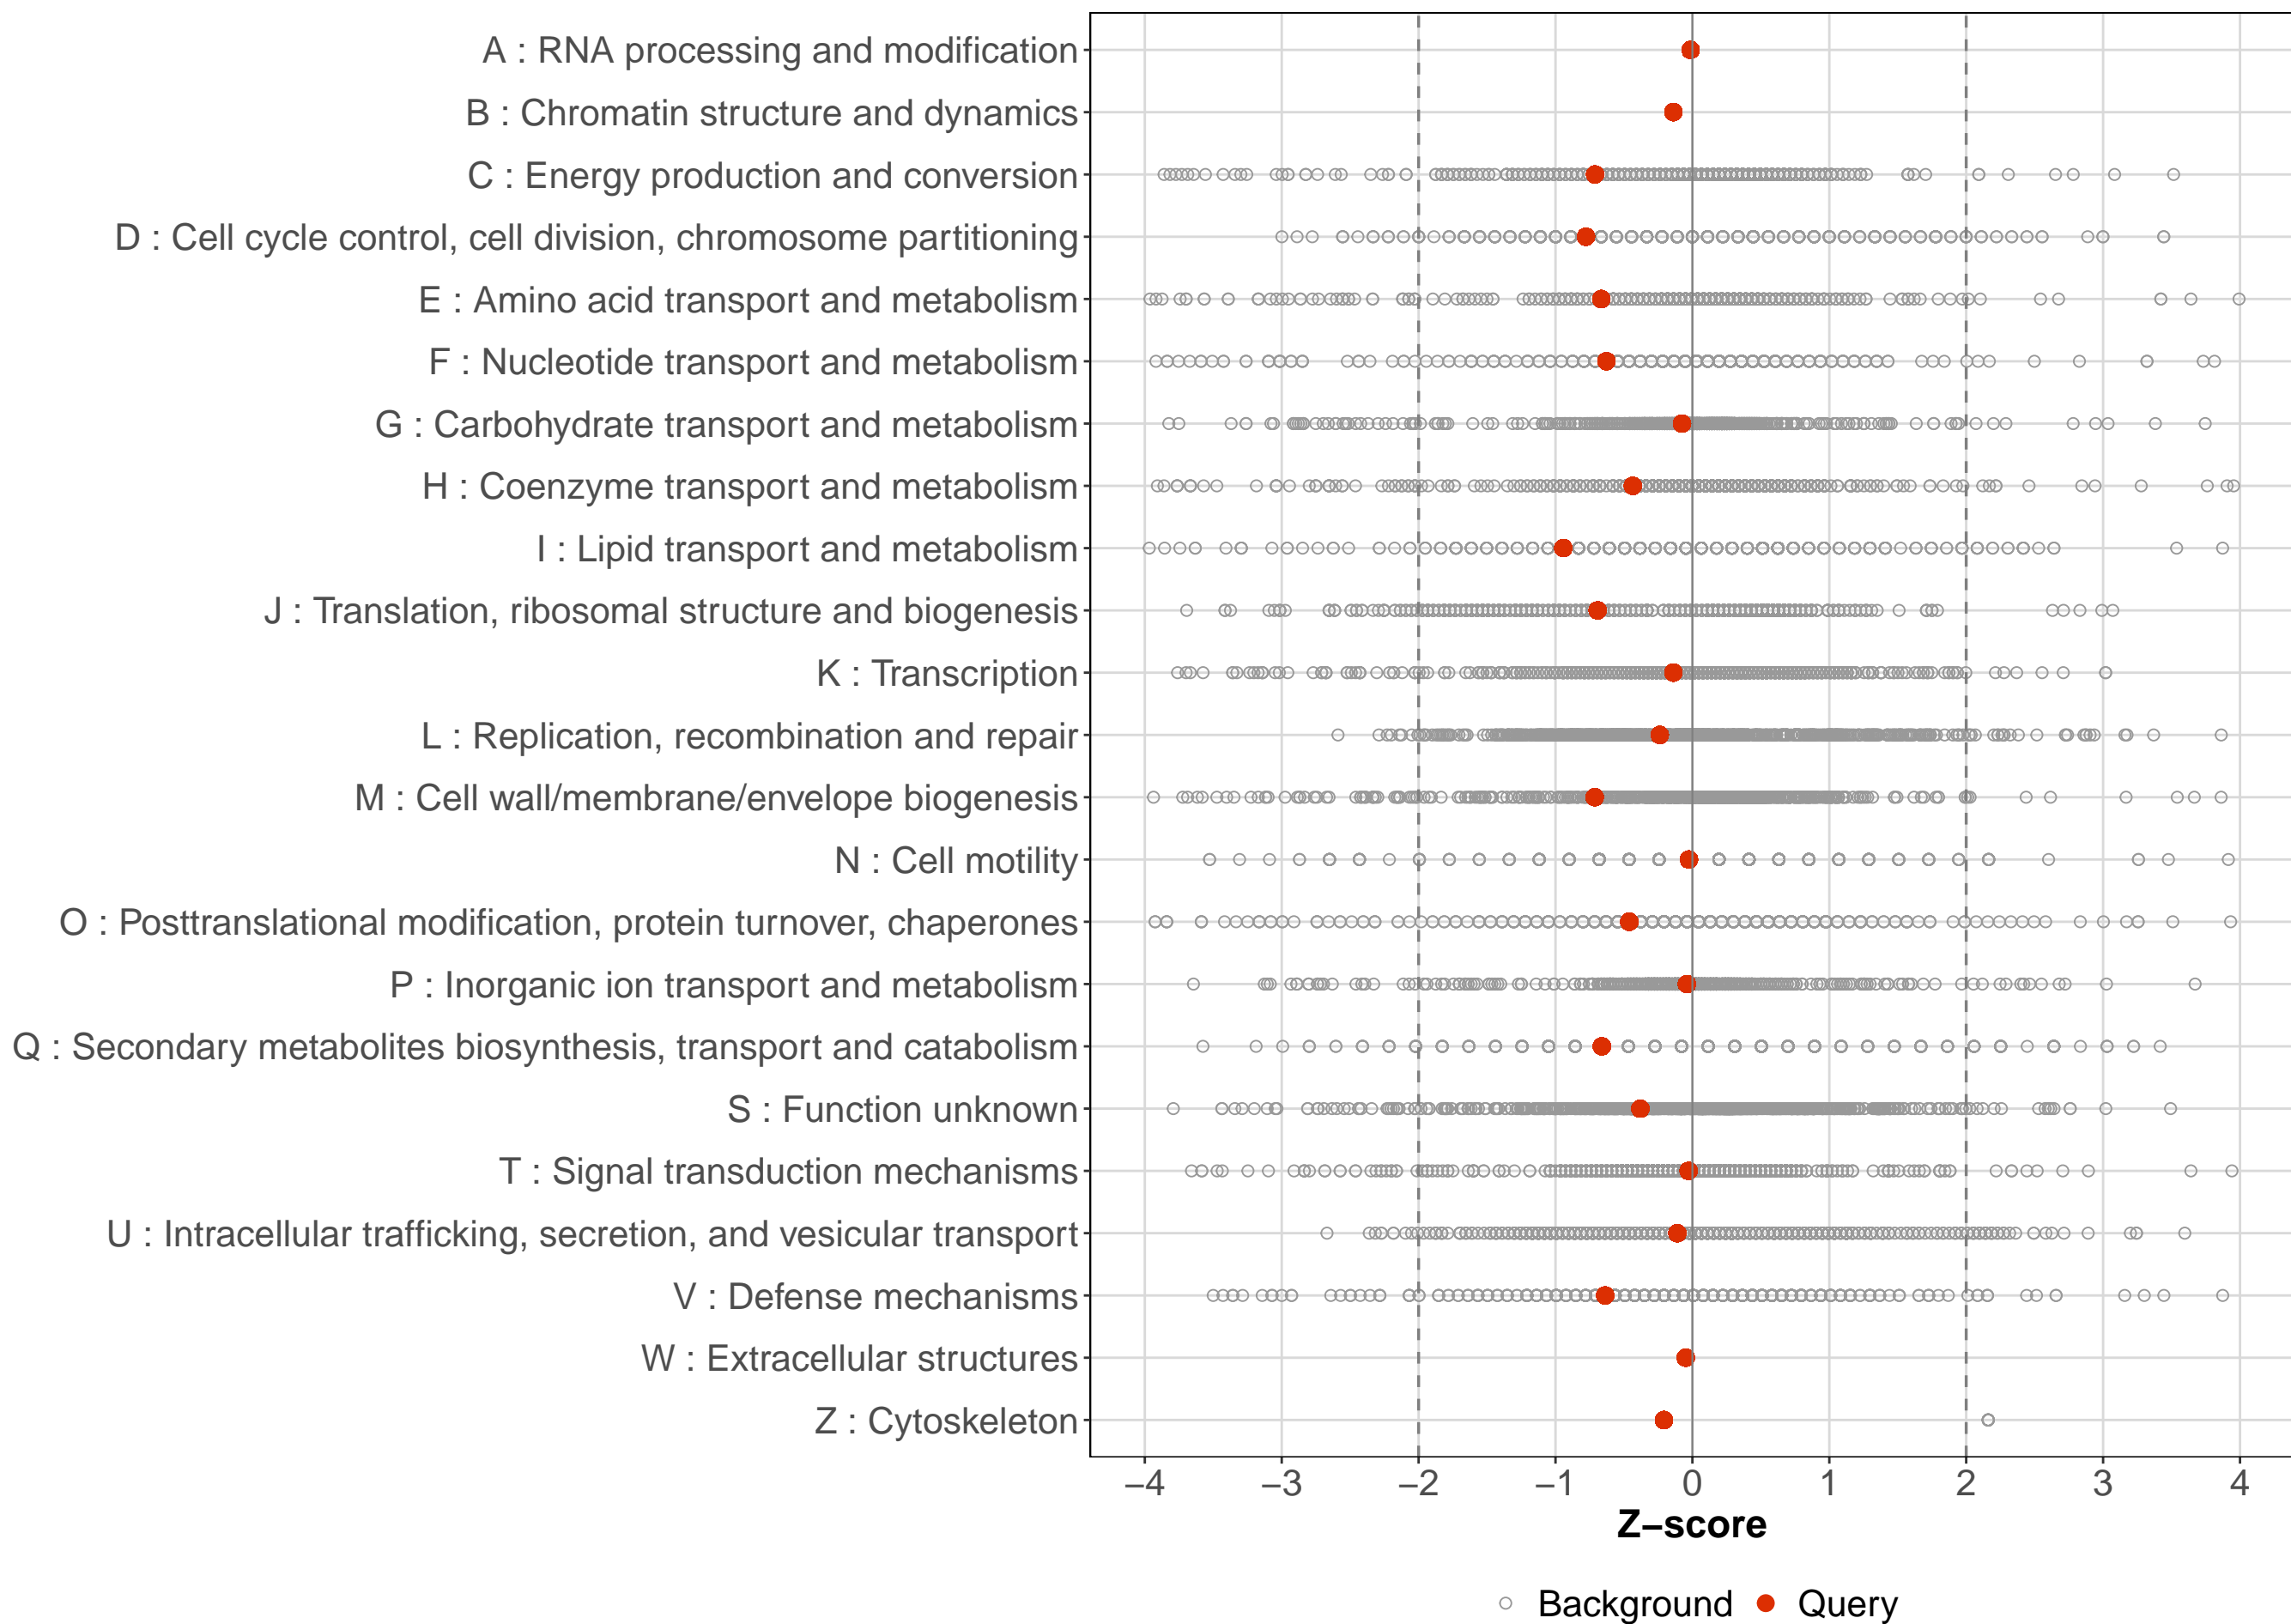 A : RNA processing and modification
B : Chromatin structure and dynamics
C : Energy production and conversion
D : Cell cycle control, cell division, chromosome partitioning
E : Amino acid transport and metabolism
F : Nucleotide transport and metabolism
G : Carbohydrate transport and metabolism
H : Coenzyme transport and metabolism
I : Lipid transport and metabolism
J : Translation, ribosomal structure and biogenesis
K : Transcription
L : Replication, recombination and repair
M : Cell wall/membrane/envelope biogenesis
N : Cell motility
O : Posttranslational modification, protein turnover, chaperones
P : Inorganic ion transport and metabolism
Q : Secondary metabolites biosynthesis, transport and catabolism
S : Function unknown
T : Signal transduction mechanisms
U : Intracellular trafficking, secretion, and vesicular transport
V : Defense mechanisms
W : Extracellular structures
Z : Cytoskeleton
−4 −3 −2 −1 0 1 2 3 4
Z−score
Background Query